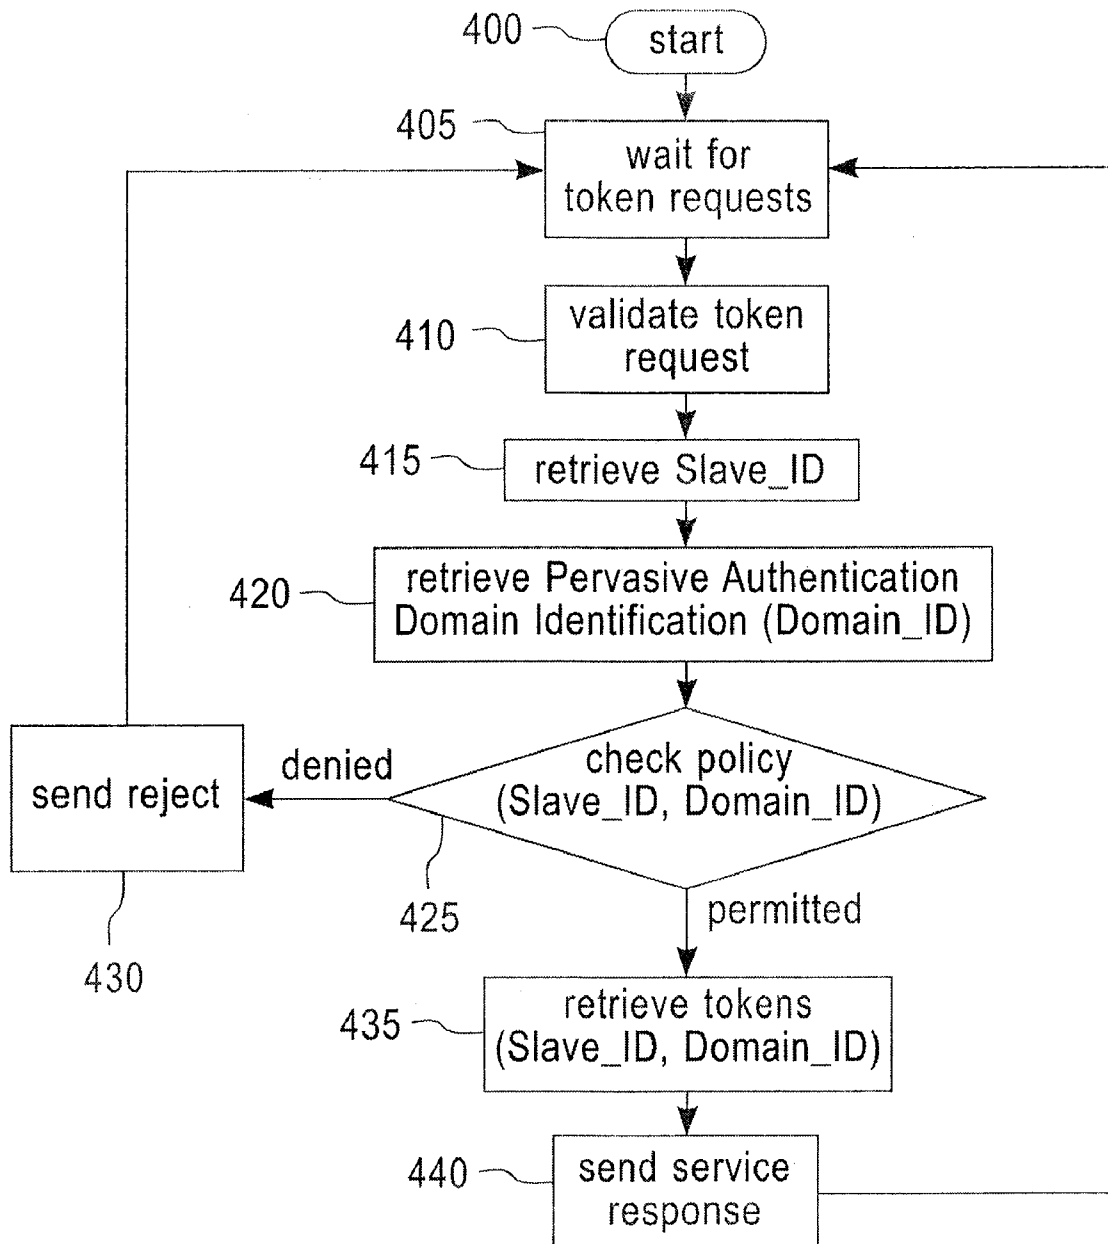 400
start
405
wait for
token requests
410
validate token
request
415
retrieve Slave_ID
420
retrieve Pervasive Authentication
Domain Identification (Domain_ID)
denied
check policy
(Slave_ID, Domain_ID)
send reject
425
permitted
430
435
retrieve tokens
(Slave_ID, Domain_ID)
440
send service
response